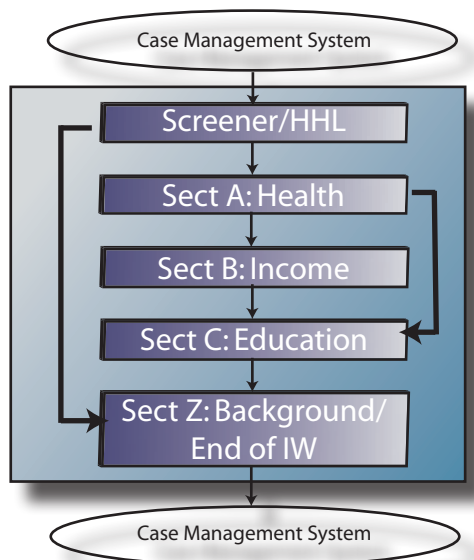 Case Management System
Screener/HHL
Sect A: Health
Sect B: Income
Sect C: Education
Sect Z: Background/
End of IW
Case Management System